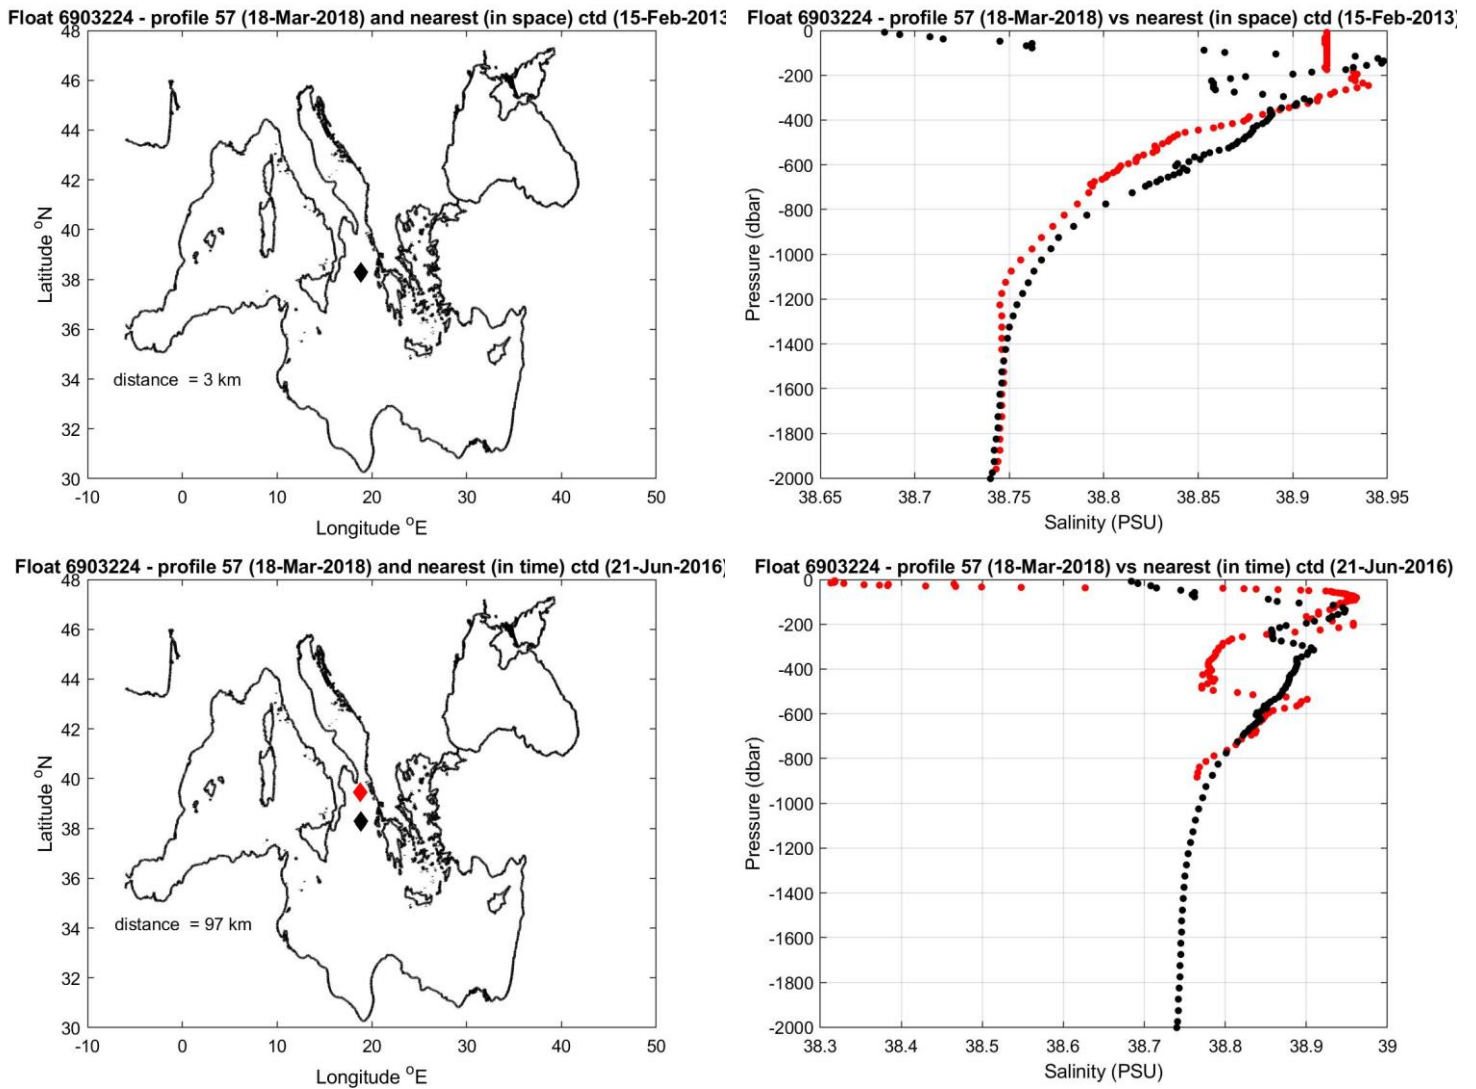 Float 6903224 - profile 57 (18-Mar-2018) and nearest (in space) ctd (15-Feb-2013
48
46
44
42
40
38
36
34
32
30
Latitude °N
distance = 3 km
-10 0 10 20 30 40 50
Longitude °E
Float 6903224 - profile 57 (18-Mar-2018) vs nearest (in space) ctd (15-Feb-2013)
0
-200
-400
-600
-800
-1000
-1200
-1400
-1600
-1800
-2000
Pressure (dbar)
38.65 38.7 38.75 38.8 38.85 38.9 38.95
Salinity (PSU)
Float 6903224 - profile 57 (18-Mar-2018) and nearest (in time) ctd (21-Jun-2016)
48
46
44
42
40
38
36
34
32
30
Latitude °N
distance = 97 km
-10 0 10 20 30 40 50
Longitude °E
Float 6903224 - profile 57 (18-Mar-2018) vs nearest (in time) ctd (21-Jun-2016)
0
-200
-400
-600
-800
-1000
-1200
-1400
-1600
-1800
-2000
Pressure (dbar)
38.3 38.4 38.5 38.6 38.7 38.8 38.9 39
Salinity (PSU)